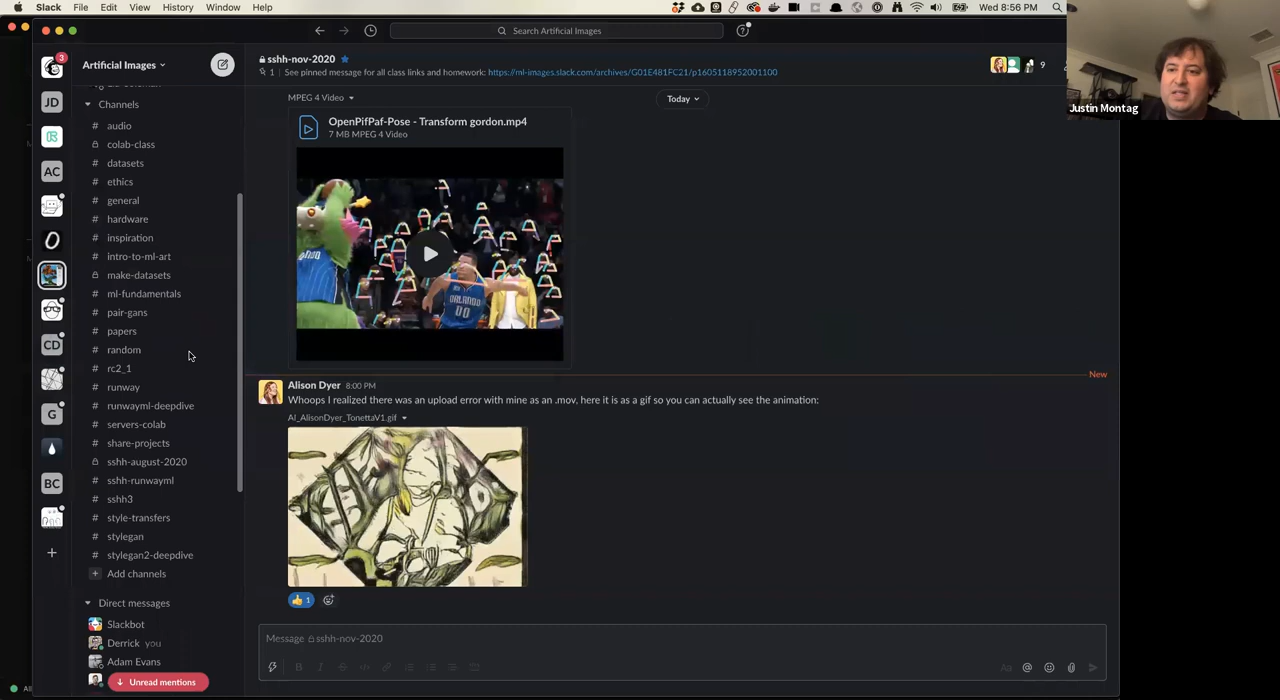 Slack File Edit View History Window Help
Wed 8:56 PM
Search Artificial Images
3
Artificial Images
sshh-nov-2020
1 | See pinned message for all class links and homework: https://ml-images.slack.com/archives/G01E481FC21/p1605118952001100
9
Justin Montag
JD
AC
CD
G
BC
Channels
# audio
colab-class
# datasets
# ethics
# general
# hardware
# inspiration
# intro-to-ml-art
make-datasets
# ml-fundamentals
# pair-gans
# papers
# random
# rc2_1
# runway
# runwayml-deepdive
# servers-colab
# share-projects
sshh-august-2020
# sshh-runwayml
# sshh3
# style-transfers
# stylegan
# stylegan2-deepdive
+ Add channels
Direct messages
Slackbot
Derrick you
Adam Evans
Unread mentions
MPEG 4 Video
Today
OpenPifPaf-Pose - Transform gordon.mp4
7 MB MPEG 4 Video
ORLANDO
00
New
Alison Dyer 8:00 PM
Whoops I realized there was an upload error with mine as an .mov, here it is as a gif so you can actually see the animation:
AI_AlisonDyer_TonettaV1.gif
1
Message sshh-nov-2020
B I S </>
Aa @